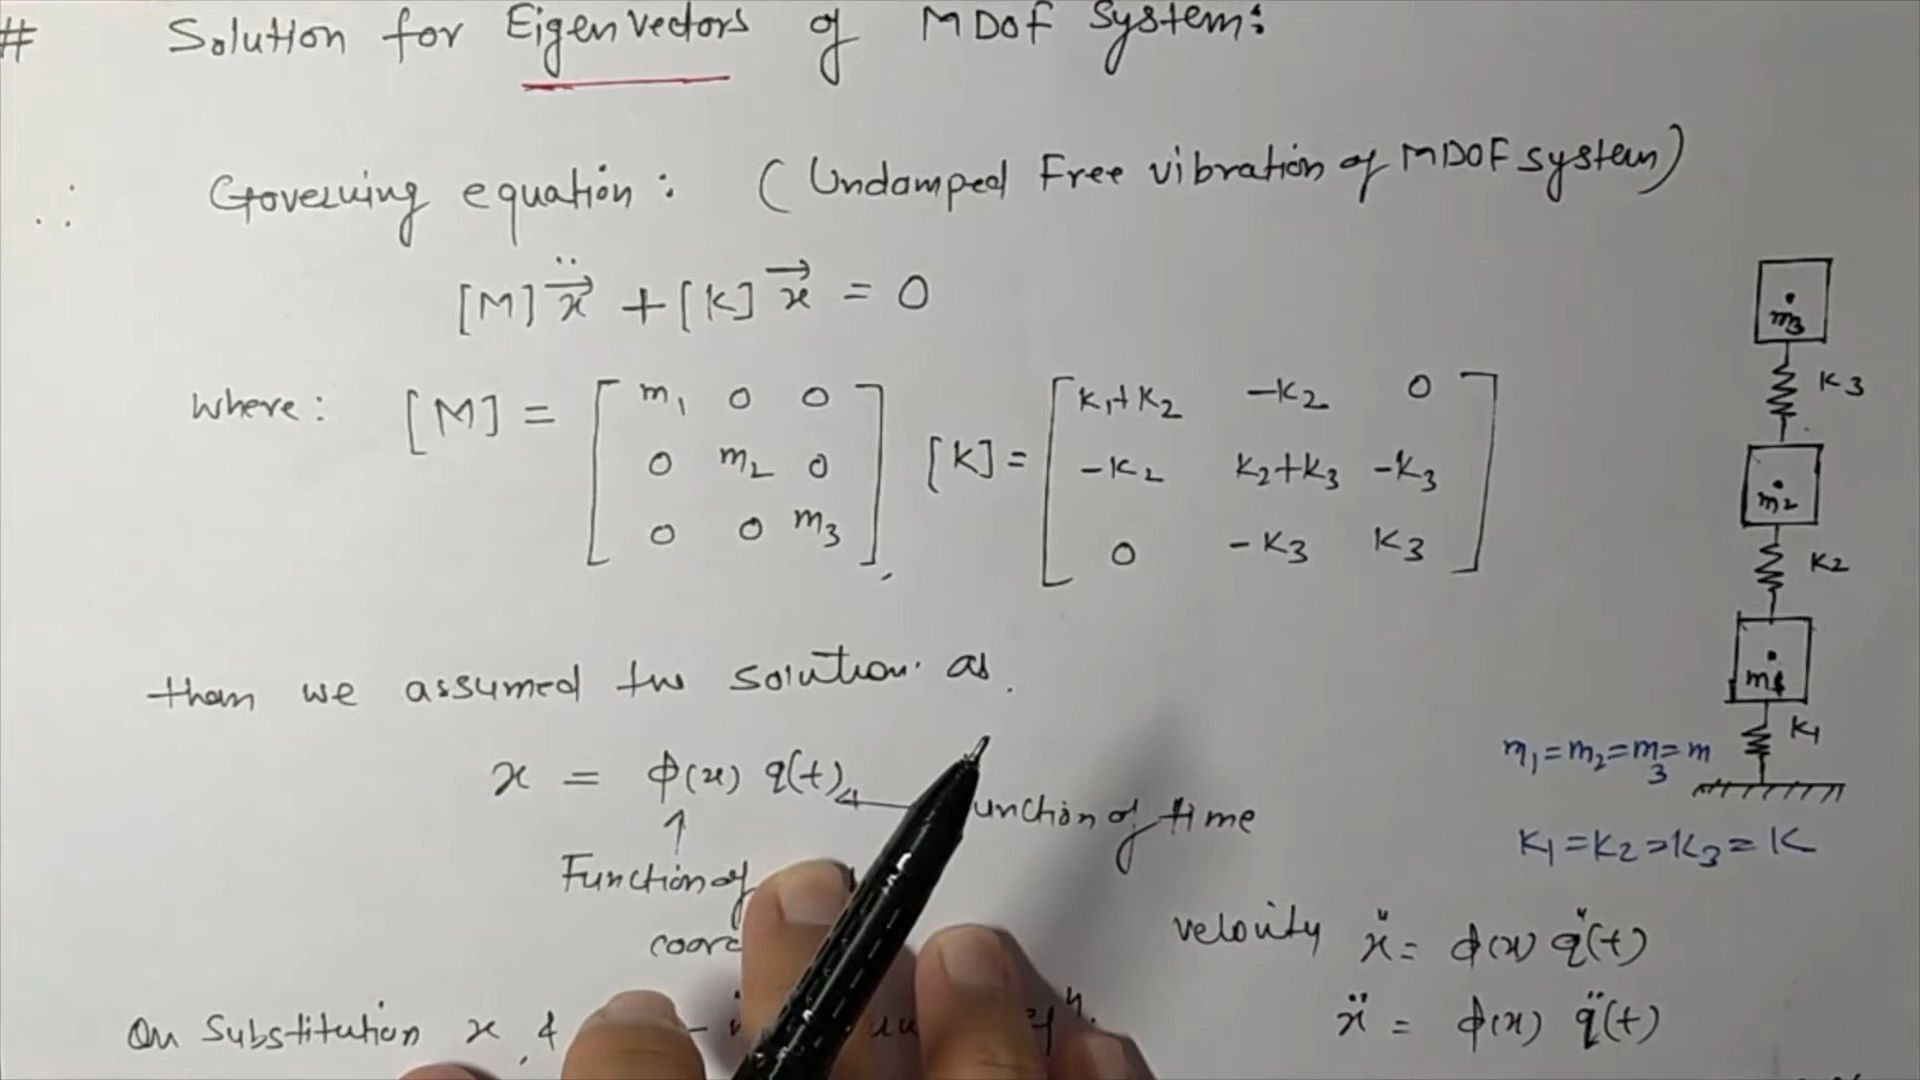 # Solution for Eigenvectors of MDOF System:
∴ Governing equation: (Undamped Free vibration of MDOF system)
[M] ẍ⃗ + [K] x⃗ = 0
where: [M] = [ m₁ 0 0
0 m₂ 0
0 0 m₃ ],
[K] = [ K₁+K₂ -K₂ 0
-K₂ K₂+K₃ -K₃
0 -K₃ K₃ ]
m₃
K3
m₂
K2
m₁
K₁
than we assumed the solution as.
x = ϕ(x) q(t)
unction of time
Function of
coord
m₁=m₂=m₃=m
K₁=K₂=K₃=K
velocity ẍ = ϕ(x) q̈(t)
ẍ = ϕ(x) q̈(t)
On Substitution x, &